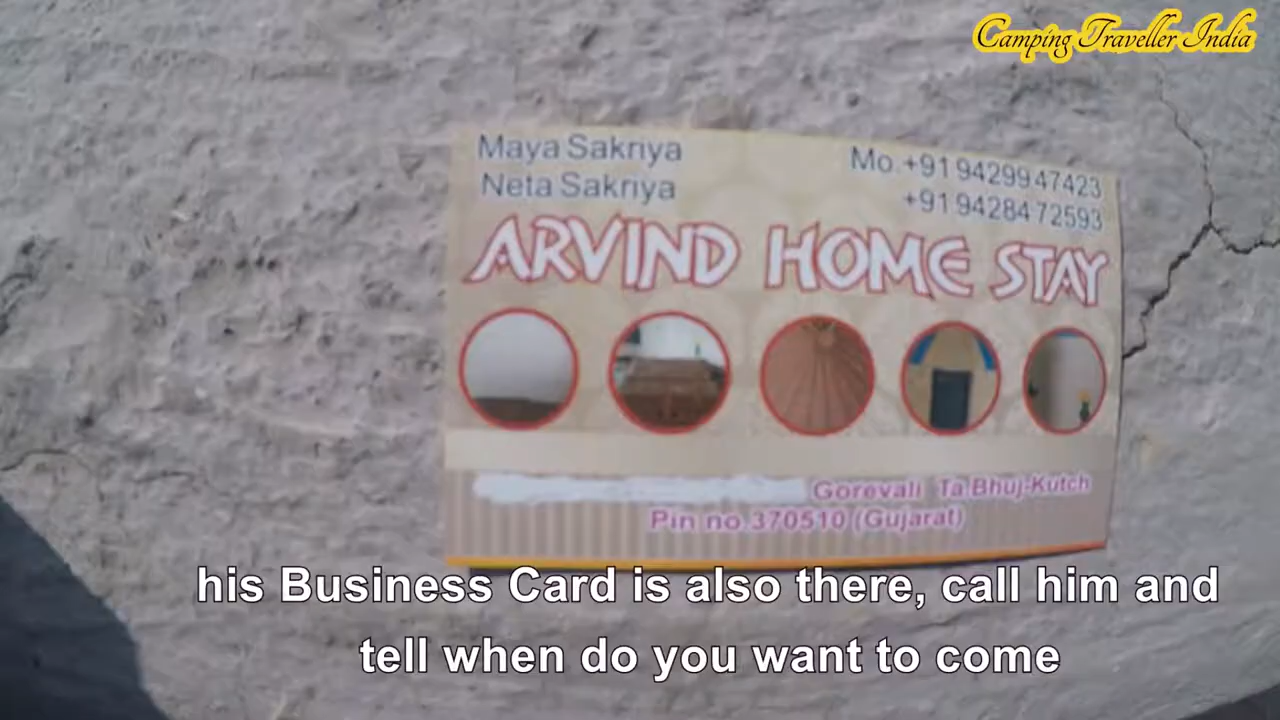 Camping Traveller India
Maya Sakriya
Neta Sakriya
Mo.+91 9429947423
+91 9428472593
ARVIND HOME STAY
Gorevali Ta.Bhuj-Kutch
Pin no.370510 (Gujarat)
his Business Card is also there, call him and
tell when do you want to come